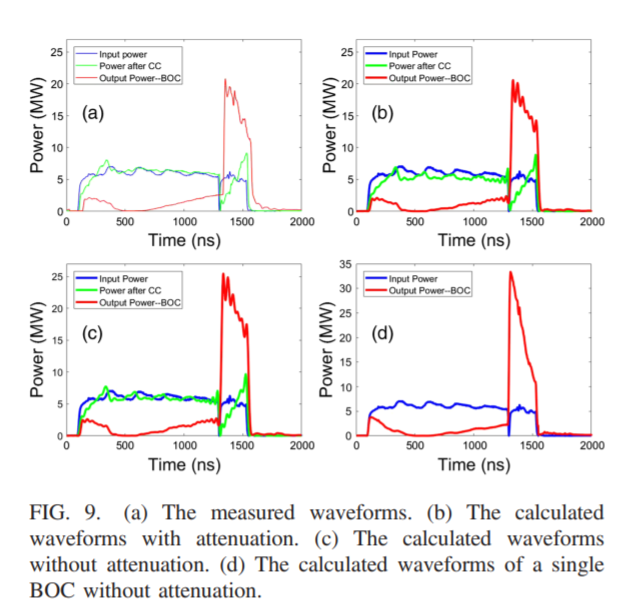 25
20
15
10
5
0
0 500 1000 1500 2000
Power (MW)
Time (ns)
Input power
Power after CC
Output Power--BOC
(a)
25
20
15
10
5
0
0 500 1000 1500 2000
Power (MW)
Time (ns)
Input Power
Power after CC
Output Power--BOC
(b)
25
20
15
10
5
0
0 500 1000 1500 2000
Power (MW)
Time (ns)
Input Power
Power after CC
Output Power--BOC
(c)
35
30
25
20
15
10
5
0
0 500 1000 1500 2000
Power (MW)
Time (ns)
Input Power
Output Power--BOC
(d)
FIG. 9. (a) The measured waveforms. (b) The calculated
waveforms with attenuation. (c) The calculated waveforms
without attenuation. (d) The calculated waveforms of a single
BOC without attenuation.